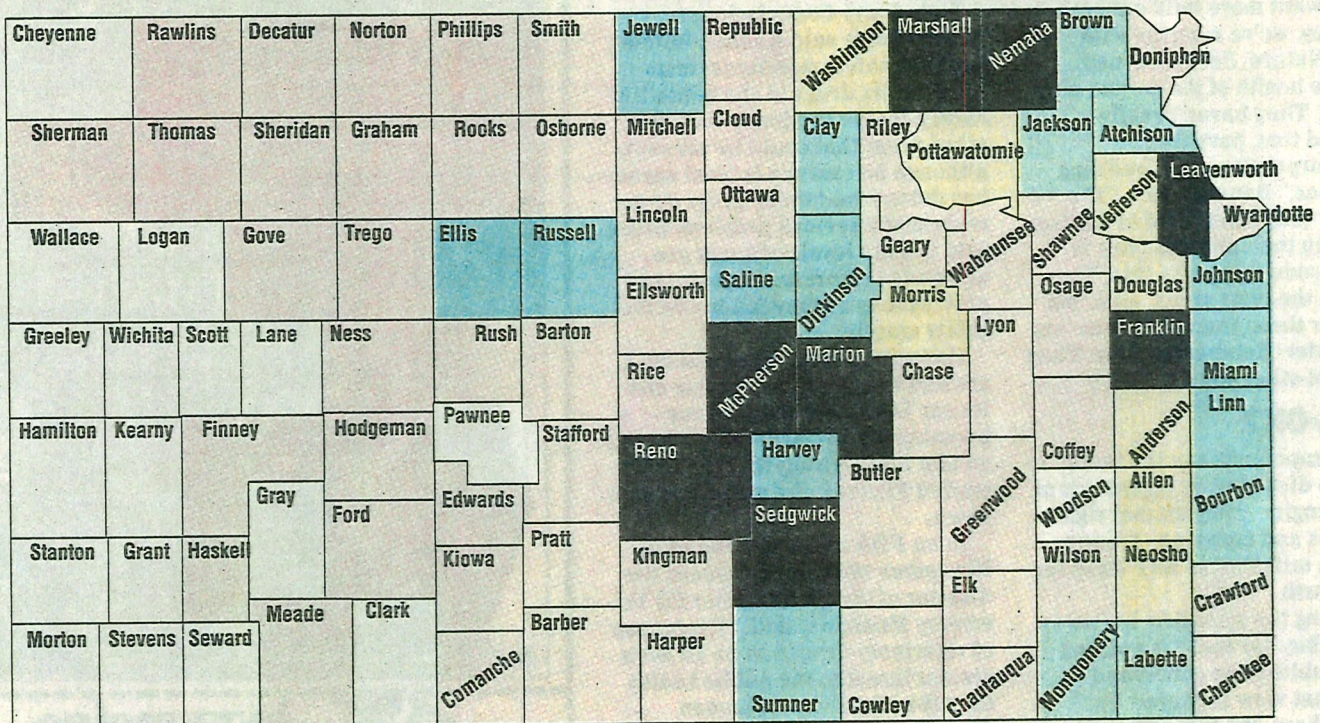 Cheyenne Rawlins Decatur Norton Phillips Smith Jewell Republic Washington Marshall Nemaha Brown Doniphan
Sherman Thomas Sheridan Graham Rooks Osborne Mitchell Cloud Clay Riley Pottawatomie Jackson Atchison
Leavenworth
Ottawa Jefferson
Lincoln Wyandotte
Wallace Logan Gove Trego Ellis Russell Geary Wabaunsee Shawnee
Ellsworth Saline Dickinson Morris Osage Douglas Johnson
Greeley Wichita Scott Lane Ness Rush Barton Lyon Franklin
Rice McPherson Marion Chase Miami
Hamilton Kearny Finney Hodgeman Pawnee Stafford Linn
Reno Harvey Butler Coffey Anderson
Gray Ford Edwards Greenwood Woodson Allen Bourbon
Sedgwick
Stanton Grant Haskell Kiowa Pratt Kingman Wilson Neosho
Meade Clark Barber Elk Crawford
Morton Stevens Seward Comanche Harper Sumner Cowley Chautauqua Montgomery Labette Cherokee